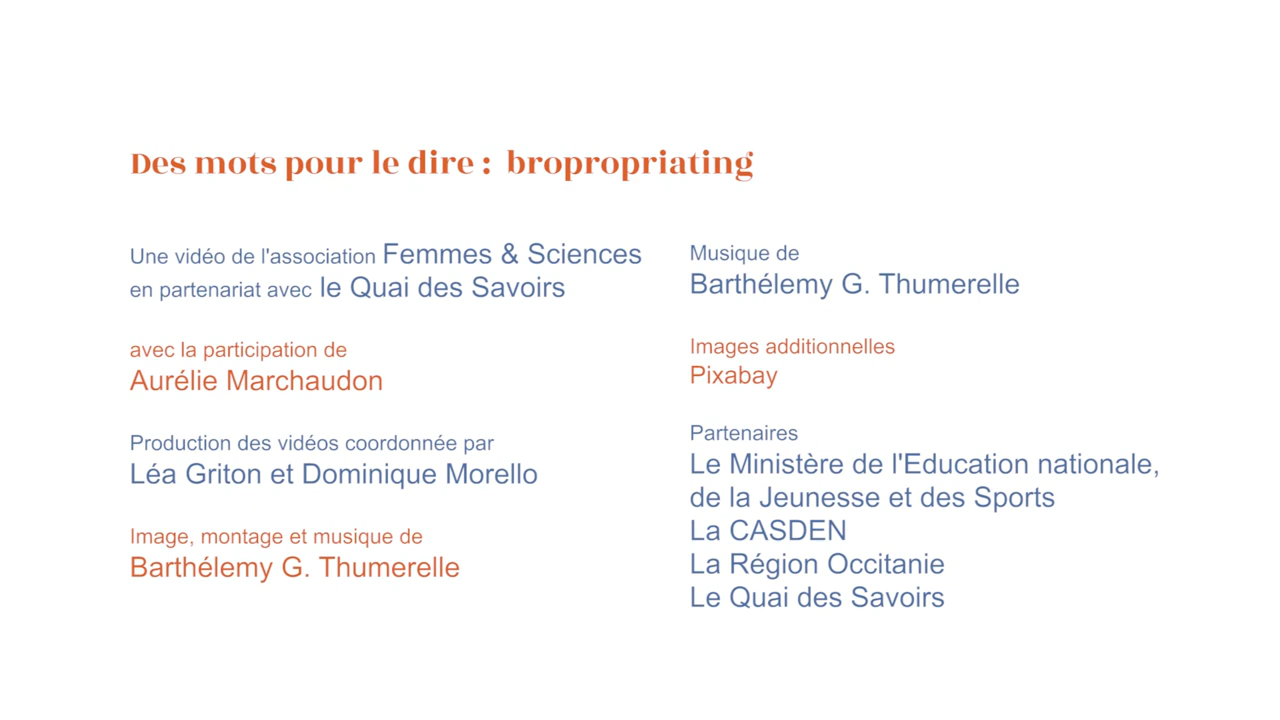 Des mots pour le dire : bropropriating
Une vidéo de l'association Femmes & Sciences
en partenariat avec le Quai des Savoirs
avec la participation de
Aurélie Marchaudon
Production des vidéos coordonnée par
Léa Griton et Dominique Morello
Image, montage et musique de
Barthélemy G. Thumerelle
Musique de
Barthélemy G. Thumerelle
Images additionnelles
Pixabay
Partenaires
Le Ministère de l'Education nationale,
de la Jeunesse et des Sports
La CASDEN
La Région Occitanie
Le Quai des Savoirs